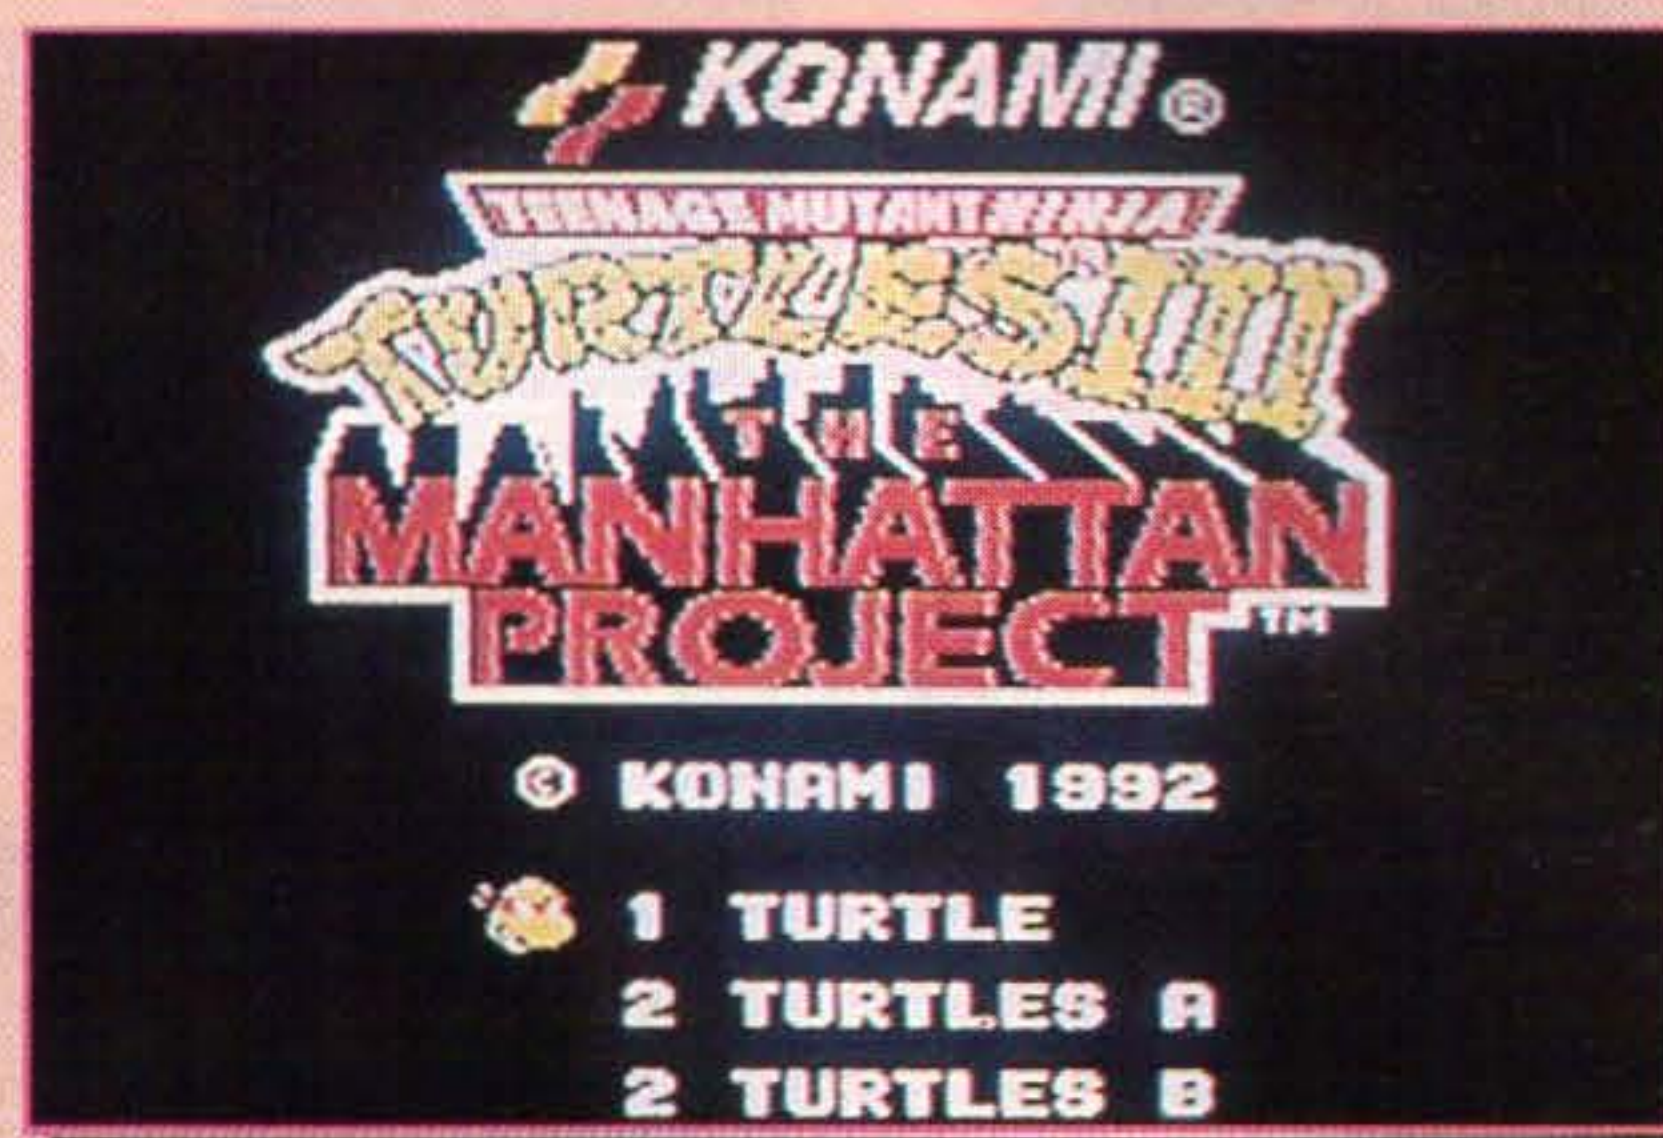 KONAMI®
TEENAGE MUTANT NINJA
TURTLES III
THE
MANHATTAN
PROJECT™
© KONAMI 1992
1 TURTLE
2 TURTLES A
2 TURTLES B